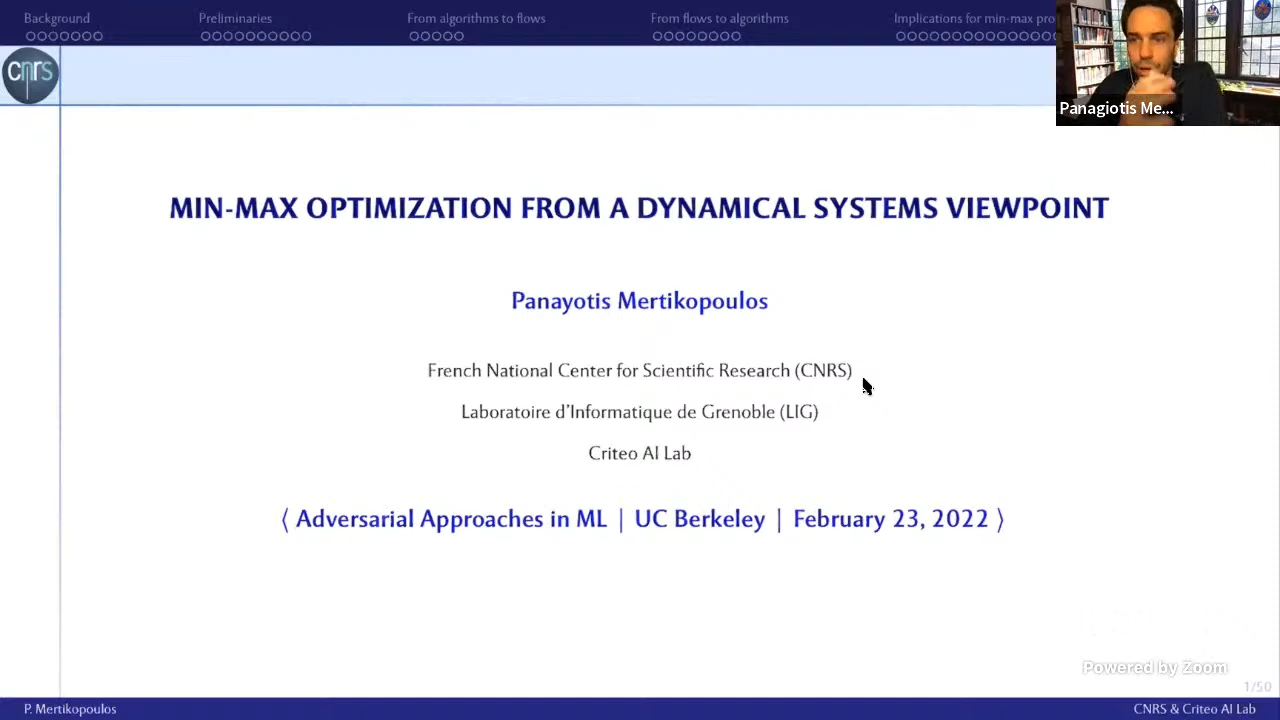 Background
Preliminaries
From algorithms to flows
From flows to algorithms
Implications for min-max pro
cnrs
Panagiotis Me...
MIN-MAX OPTIMIZATION FROM A DYNAMICAL SYSTEMS VIEWPOINT
Panayotis Mertikopoulos
French National Center for Scientific Research (CNRS)
Laboratoire d'Informatique de Grenoble (LIG)
Criteo AI Lab
⟨ Adversarial Approaches in ML | UC Berkeley | February 23, 2022 ⟩
Powered by Zoom
1/50
P. Mertikopoulos
CNRS & Criteo AI Lab